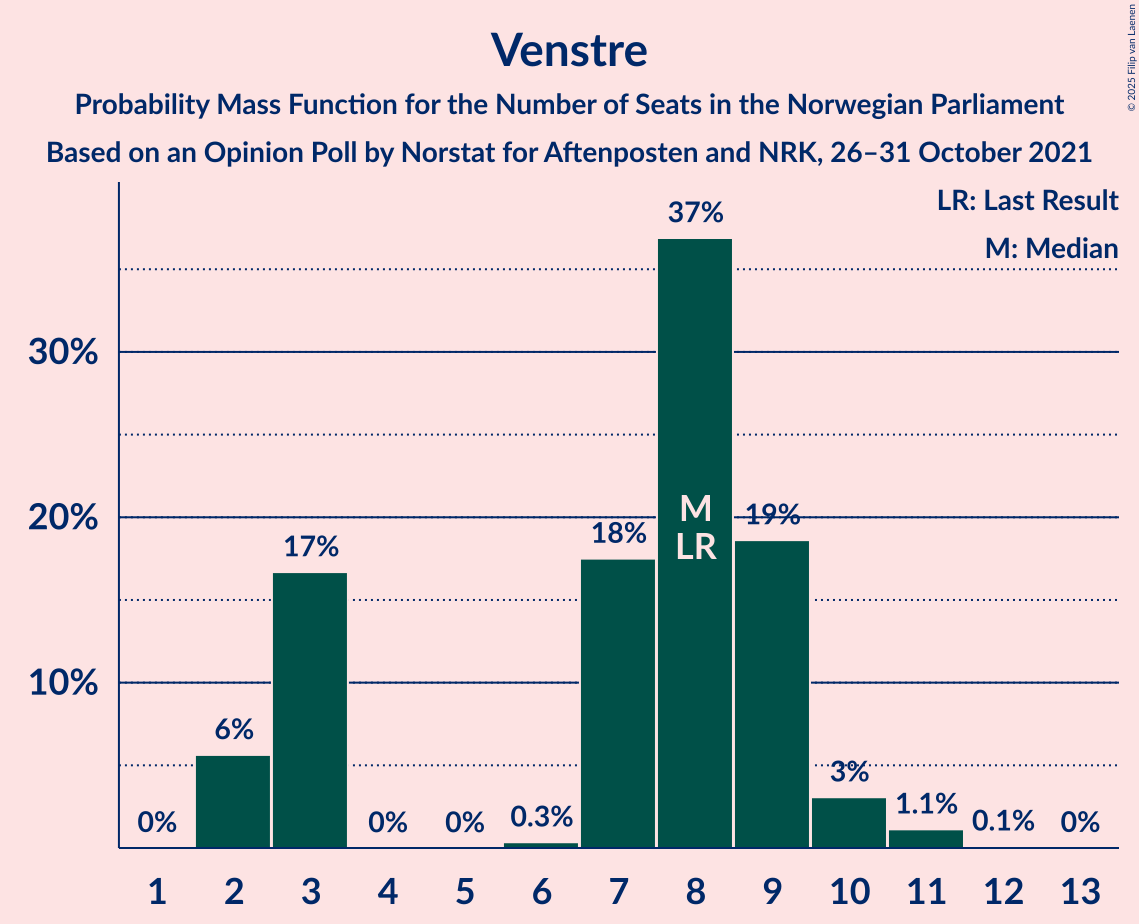 Venstre
Probability Mass Function for the Number of Seats in the Norwegian Parliament
Based on an Opinion Poll by Norstat for Aftenposten and NRK, 26–31 October 2021
© 2025 Filip van Laenen
LR: Last Result
M: Median
30%
20%
10%
0%
6%
17%
0%
0%
0.3%
18%
37%
19%
3%
1.1%
0.1%
0%
M
LR
1 2 3 4 5 6 7 8 9 10 11 12 13